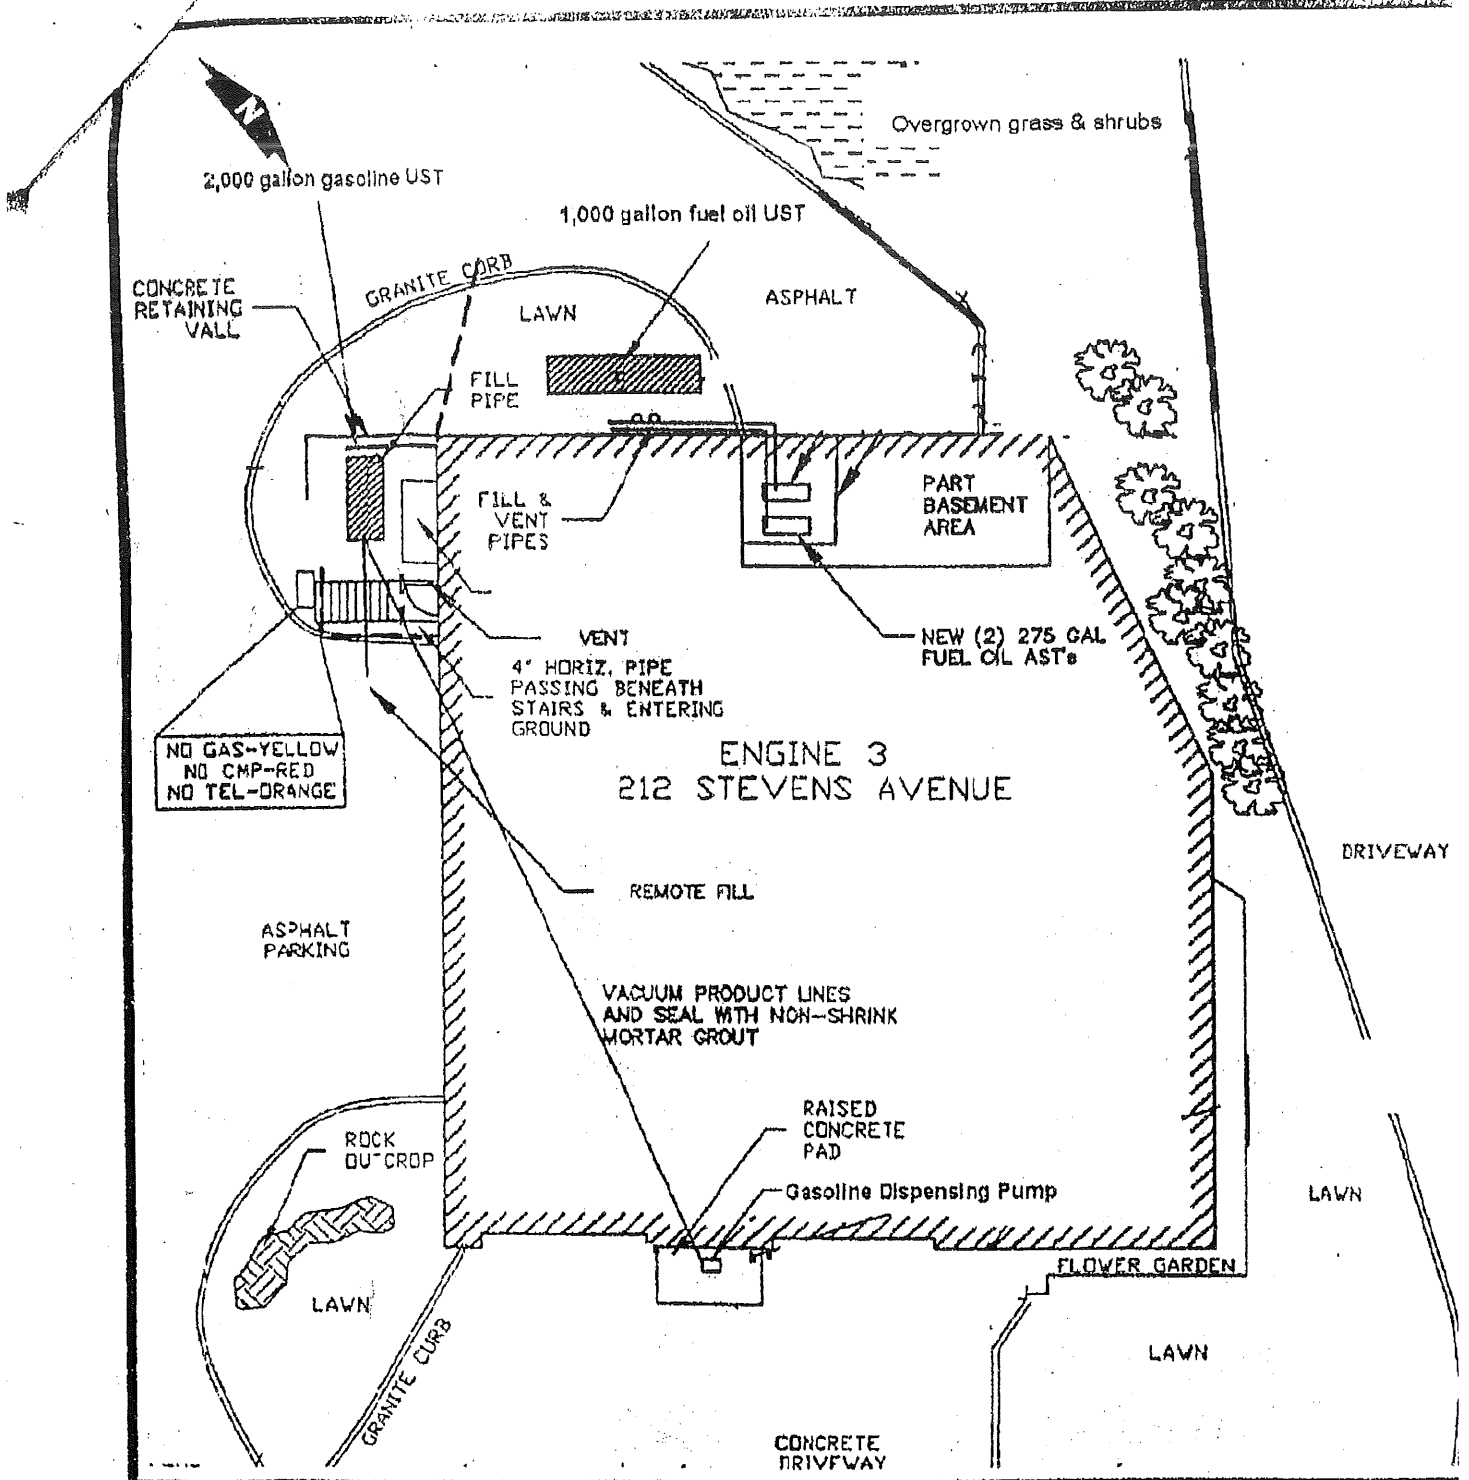 N
Overgrown grass & shrubs
2,000 gallon gasoline UST
1,000 gallon fuel oil UST
GRANITE CURB
CONCRETE
RETAINING
VALL
LAWN
ASPHALT
FILL
PIPE
FILL &
VENT
PIPES
PART
BASEMENT
AREA
VENT
4" HORIZ. PIPE
PASSING BENEATH
STAIRS & ENTERING
GROUND
NEW (2) 275 GAL
FUEL OIL AST's
NO GAS-YELLOW
NO CMP-RED
NO TEL-ORANGE
ENGINE 3
212 STEVENS AVENUE
DRIVEWAY
REMOTE FILL
ASPHALT
PARKING
VACUUM PRODUCT LINES
AND SEAL WITH NON-SHRINK
MORTAR GROUT
RAISED
CONCRETE
PAD
ROCK
OUTCROP
Gasoline Dispensing Pump
LAWN
FLOWER GARDEN
LAWN
GRANITE CURB
LAWN
CONCRETE
DRIVEWAY